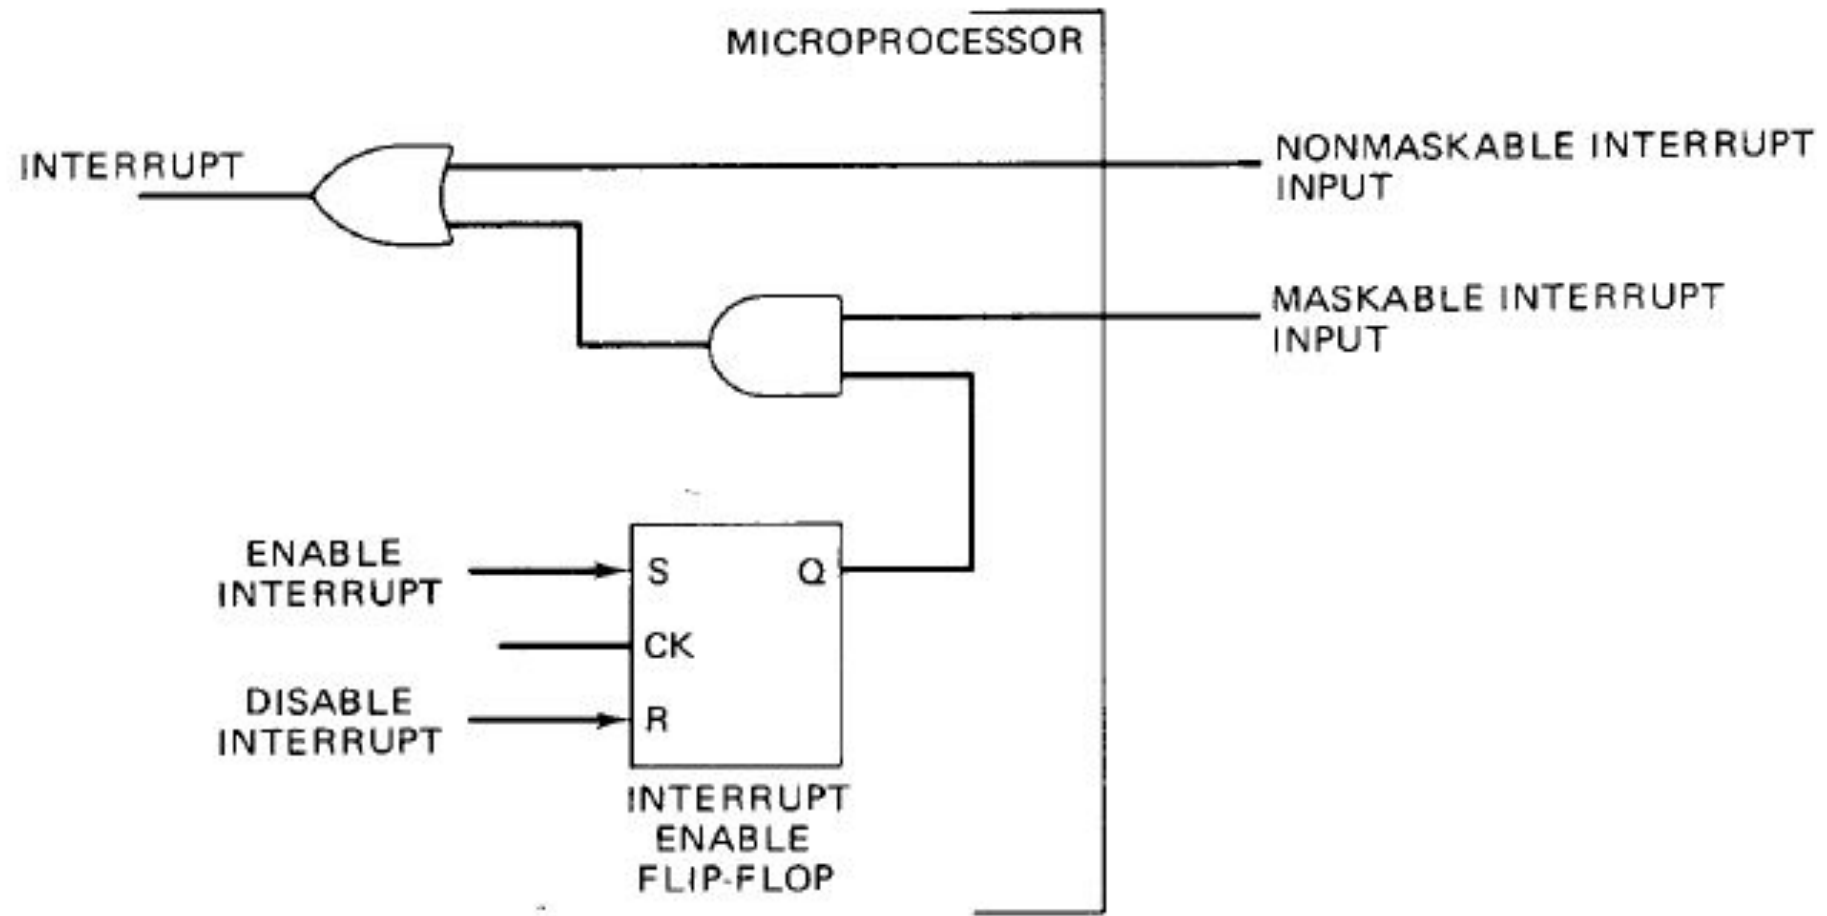 MICROPROCESSOR
INTERRUPT
NONMASKABLE INTERRUPT
INPUT
MASKABLE INTERRUPT
INPUT
ENABLE
INTERRUPT
S
Q
CK
DISABLE
INTERRUPT
R
INTERRUPT
ENABLE
FLIP-FLOP